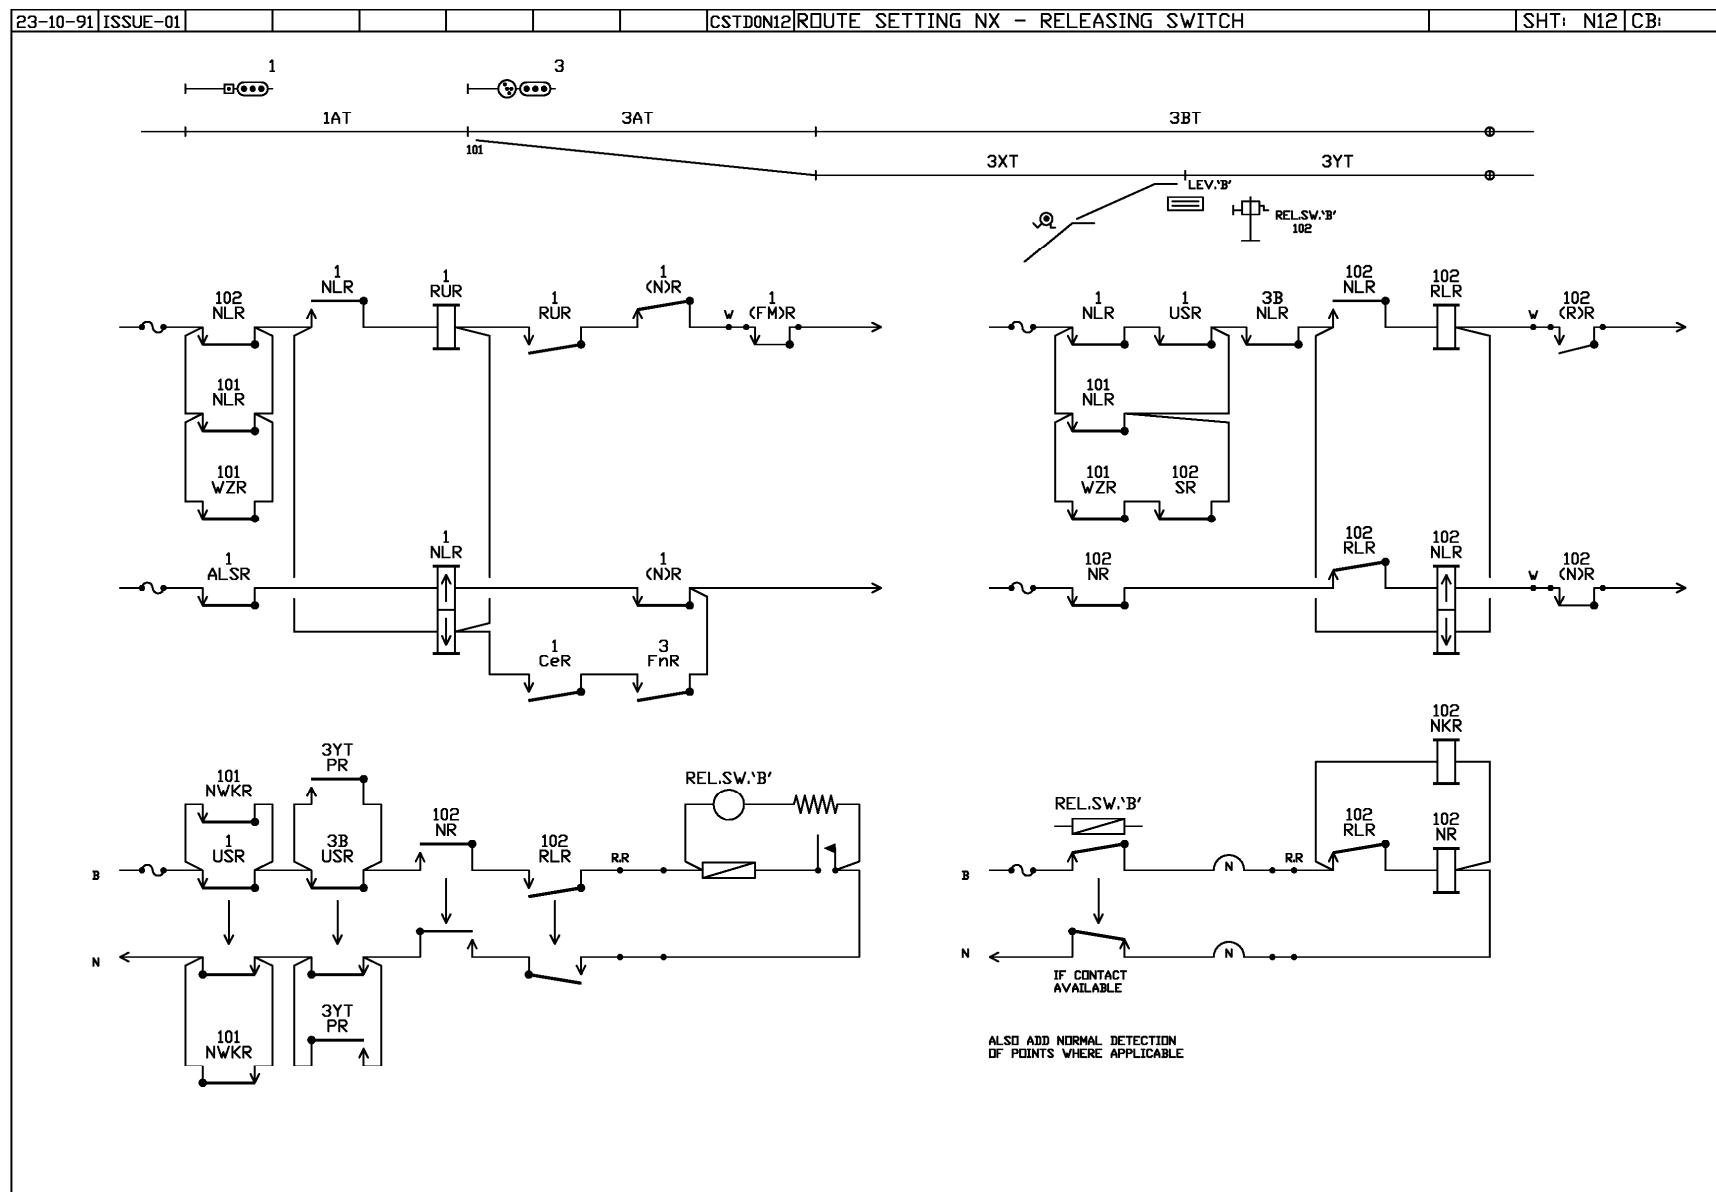 23-10-91 ISSUE-01 CSTD0N12 ROUTE SETTING NX - RELEASING SWITCH SHT: N12 CB:
1 3
1AT 3AT 3BT
101
3XT 3YT
LEV.'B'
REL.SW.'B'
102
1 1 1 102 102
NLR RUR (N)R NLR RLR
102 1 1 1 1 3B 102
NLR RUR (FM)R NLR USR NLR (R)R
W W
101 101
NLR NLR
101 101 102
WZR WZR SR
1 102 102
NLR RLR NLR
1 1 102 102
ALSR (N)R NR (N)R
W
1 3
CeR FnR
102
NKR
3YT
PR
101 REL.SW.'B'
NWKR
REL.SW.'B'
102 102 102
NR RLR NR
1 3B 102
USR USR RLR
R.R R.R
B B N
N N N
IF CONTACT
AVAILABLE
3YT
PR
101
NWKR
ALSO ADD NORMAL DETECTION
OF POINTS WHERE APPLICABLE